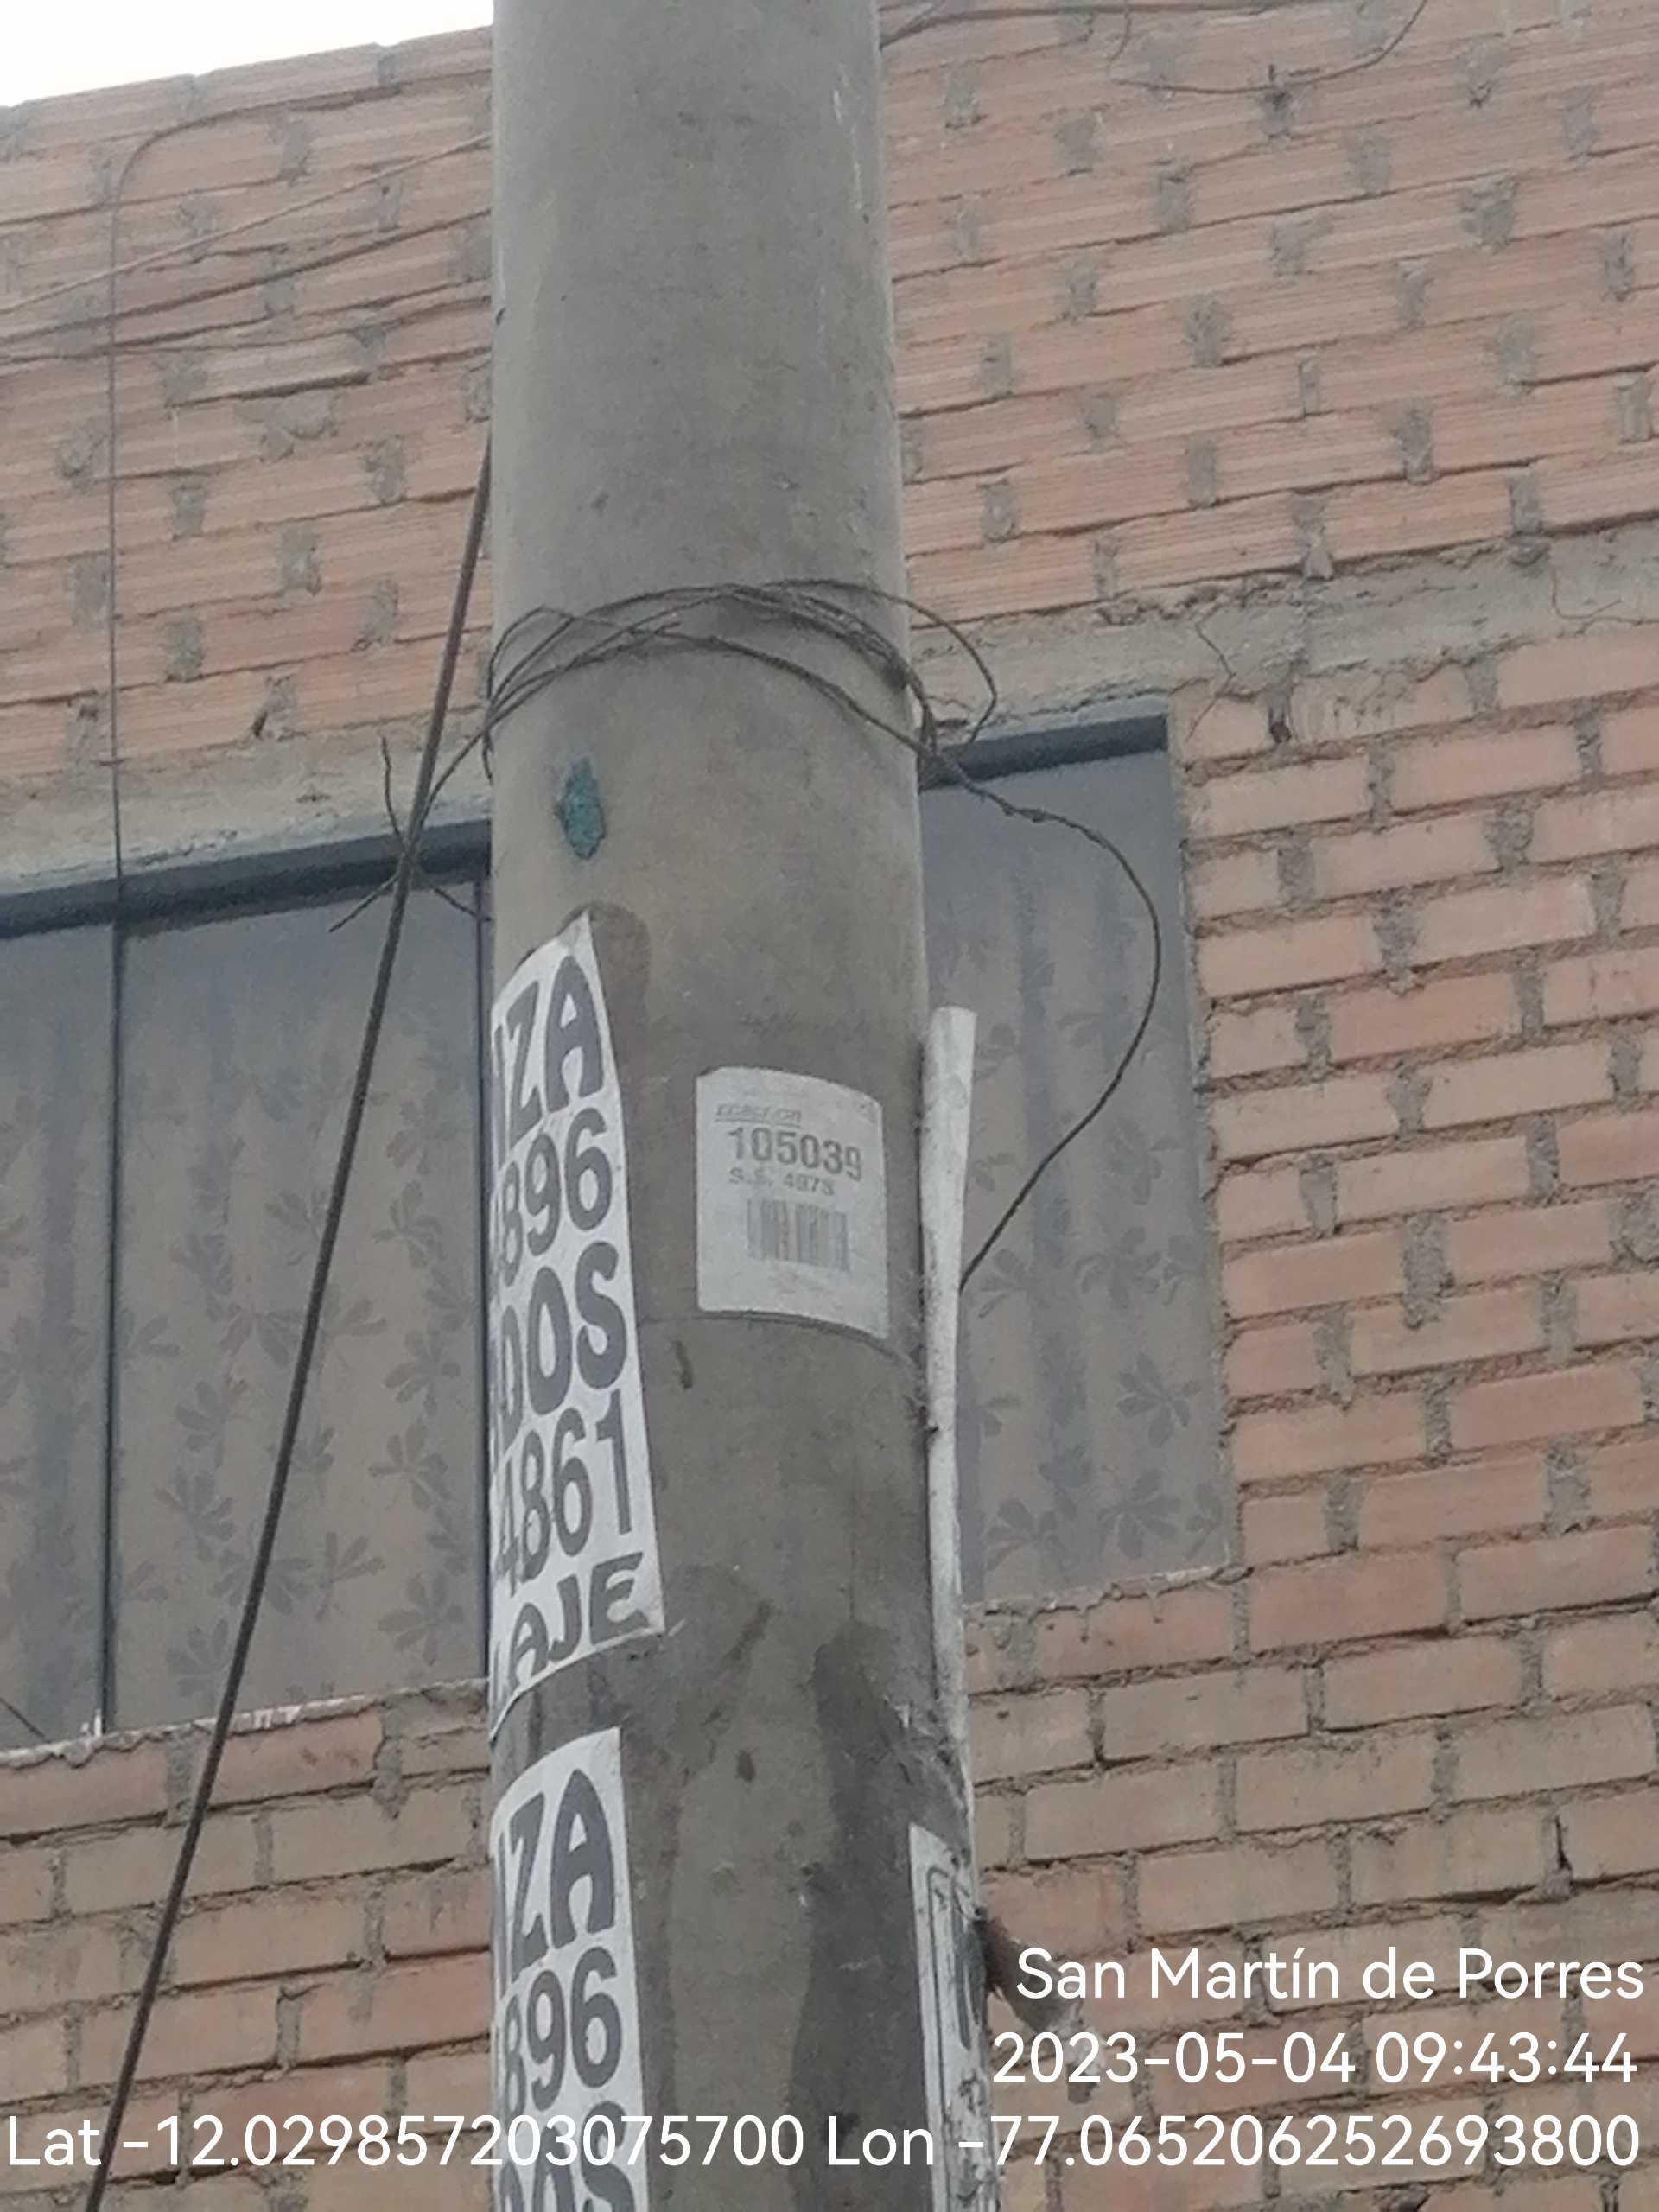 IZA
896
DOS
4861
AJE
105039
S.S. 4978
IZA
896
San Martín de Porres
2023-05-04 09:43:44
Lat -12.029857203075700 Lon -77.065206252693800